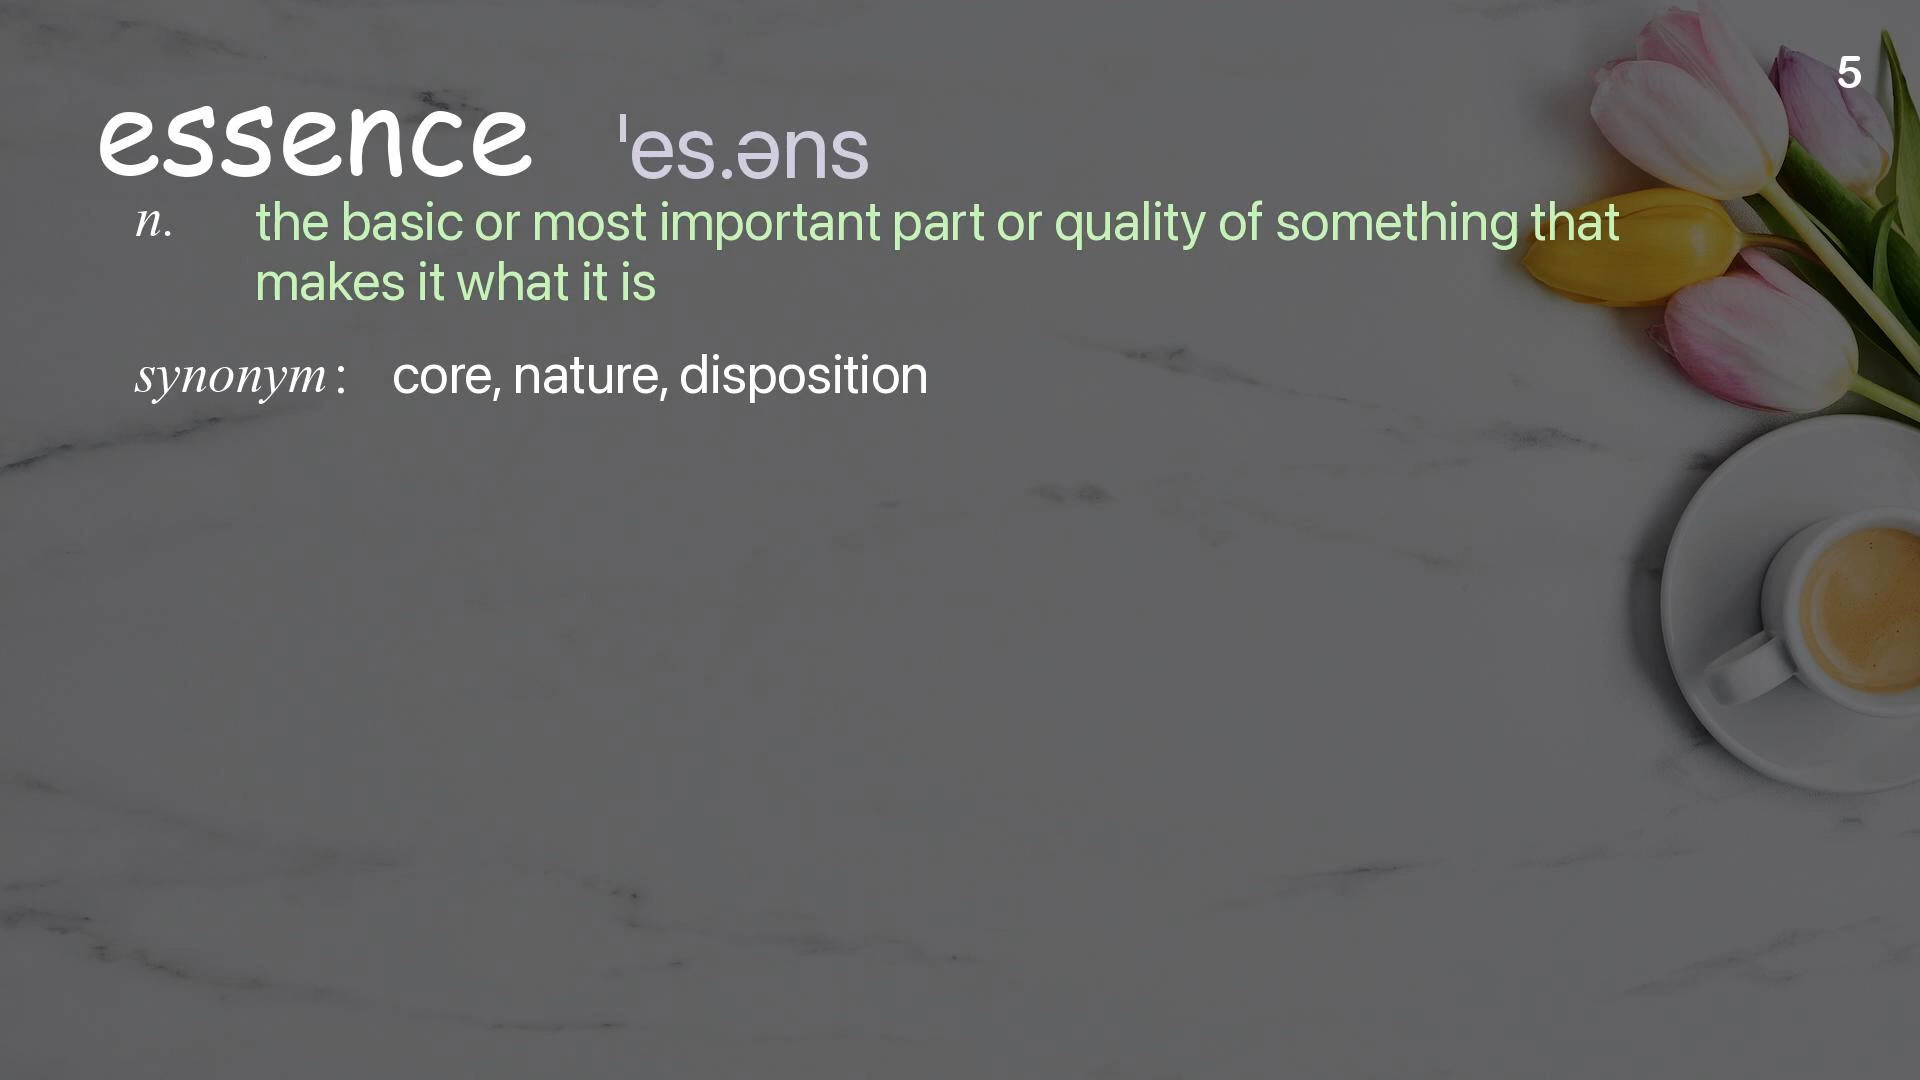 5
essence ˈes.əns
n. the basic or most important part or quality of something that
makes it what it is
synonym: core, nature, disposition